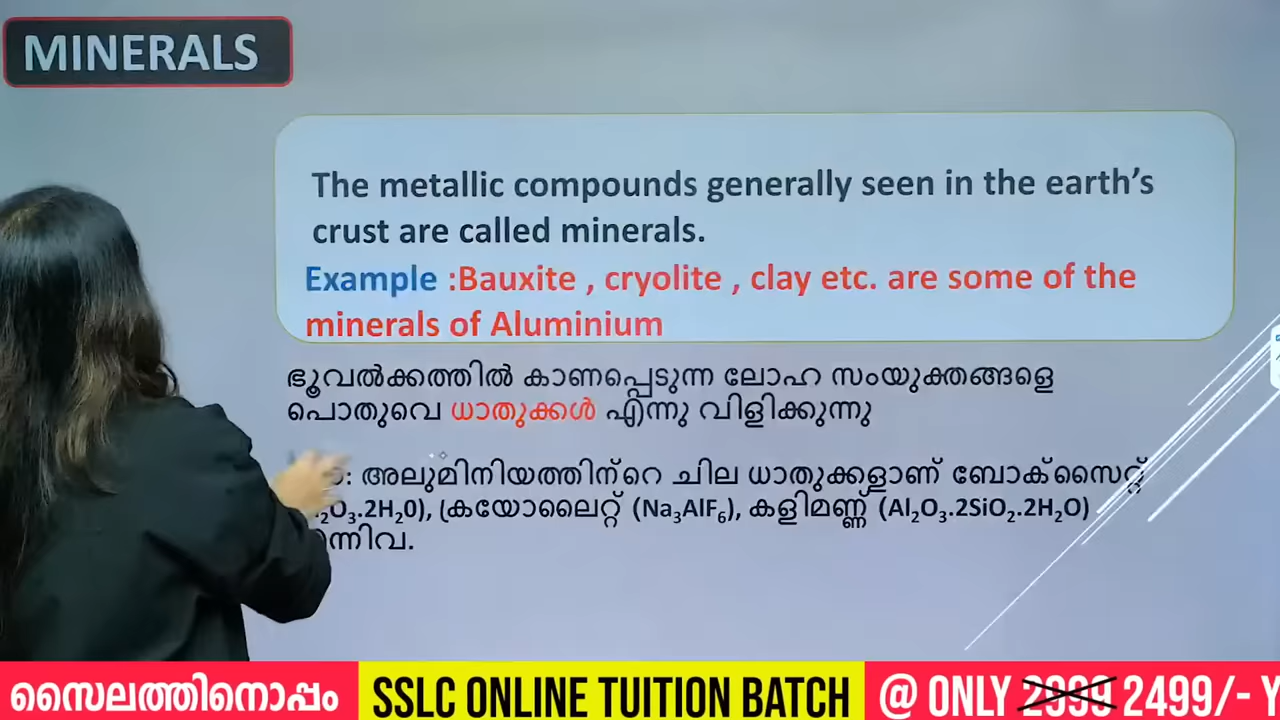 MINERALS
The metallic compounds generally seen in the earth's
crust are called minerals.
Example :Bauxite , cryolite , clay etc. are some of the
minerals of Aluminium
ഭൂവൽക്കത്തിൽ കാണപ്പെടുന്ന ലോഹ സംയുക്തങ്ങളെ
പൊതുവെ ധാതുക്കൾ എന്നു വിളിക്കുന്നു
: അലുമിനിയത്തിന്റെ ചില ധാതുക്കളാണ് ബോക്സൈറ്റ്
₂O₃.2H₂0), ക്രയോലൈറ്റ് (Na₃AlF₆), കളിമണ്ണ് (Al₂O₃.2SiO₂.2H₂O)
ന്നിവ.
സൈലത്തിനൊപ്പം SSLC ONLINE TUITION BATCH @ ONLY 2999 2499/- Y